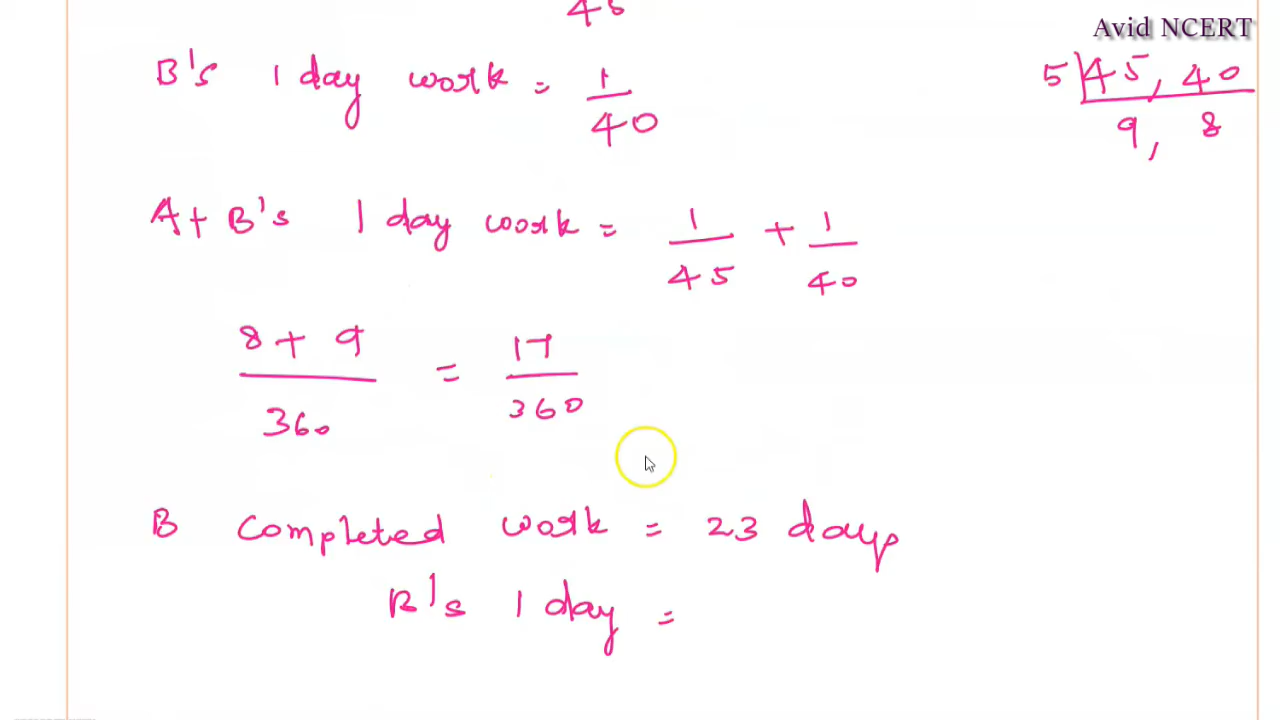 45
Avid NCERT
B's 1 day work = 1/40
5 | 45, 40
9, 8
A + B's 1 day work = 1/45 + 1/40
8 + 9/360 = 17/360
B completed work = 23 days
B's 1 day =